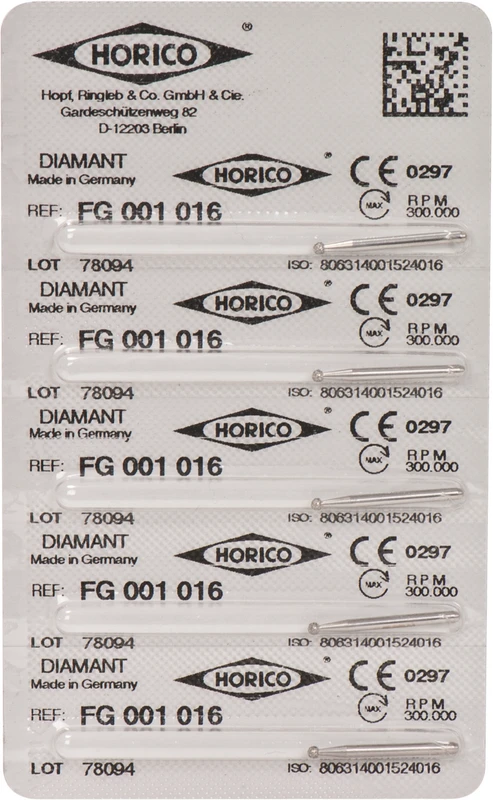 HORICO ®
Hopf, Ringleb & Co. GmbH & Cie.
Gardeschützenweg 82
D-12203 Berlin
DIAMANT HORICO ® CE 0297
Made in Germany
REF: FG 001 016 MAX RPM 300.000
LOT 78094 ISO: 806314001524016
DIAMANT HORICO ® CE 0297
Made in Germany
REF: FG 001 016 MAX RPM 300.000
LOT 78094 ISO: 806314001524016
DIAMANT HORICO ® CE 0297
Made in Germany
REF: FG 001 016 MAX RPM 300.000
LOT 78094 ISO: 806314001524016
DIAMANT HORICO ® CE 0297
Made in Germany
REF: FG 001 016 MAX RPM 300.000
LOT 78094 ISO: 806314001524016
DIAMANT HORICO ® CE 0297
Made in Germany
REF: FG 001 016 MAX RPM 300.000
LOT 78094 ISO: 806314001524016